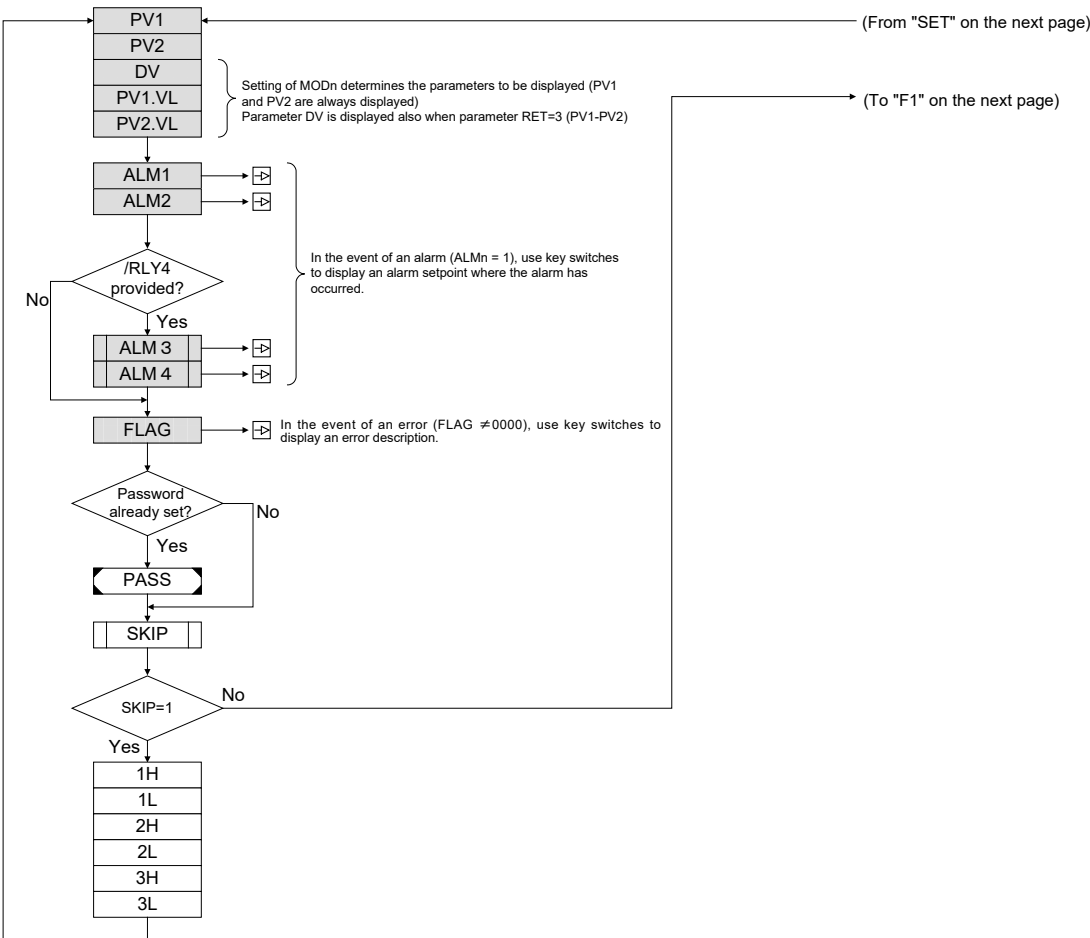 PV1
(From "SET" on the next page)
PV2
DV
PV1.VL
PV2.VL
Setting of MODn determines the parameters to be displayed (PV1
and PV2 are always displayed)
Parameter DV is displayed also when parameter RET=3 (PV1-PV2)
(To "F1" on the next page)
ALM1
ALM2
In the event of an alarm (ALMn = 1), use key switches
to display an alarm setpoint where the alarm has
occurred.
/RLY4
provided?
No
Yes
ALM 3
ALM 4
FLAG
In the event of an error (FLAG ≠0000), use key switches to
display an error description.
Password
already set?
No
Yes
PASS
SKIP
SKIP=1
No
Yes
1H
1L
2H
2L
3H
3L